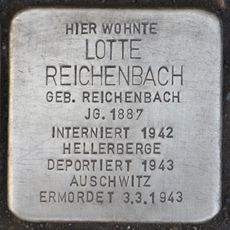 HIER WOHNTE
LOTTE
REICHENBACH
GEB. REICHENBACH
JG. 1887
INTERNIERT 1942
HELLERBERGE
DEPORTIERT 1943
AUSCHWITZ
ERMORDET 3.3.1943